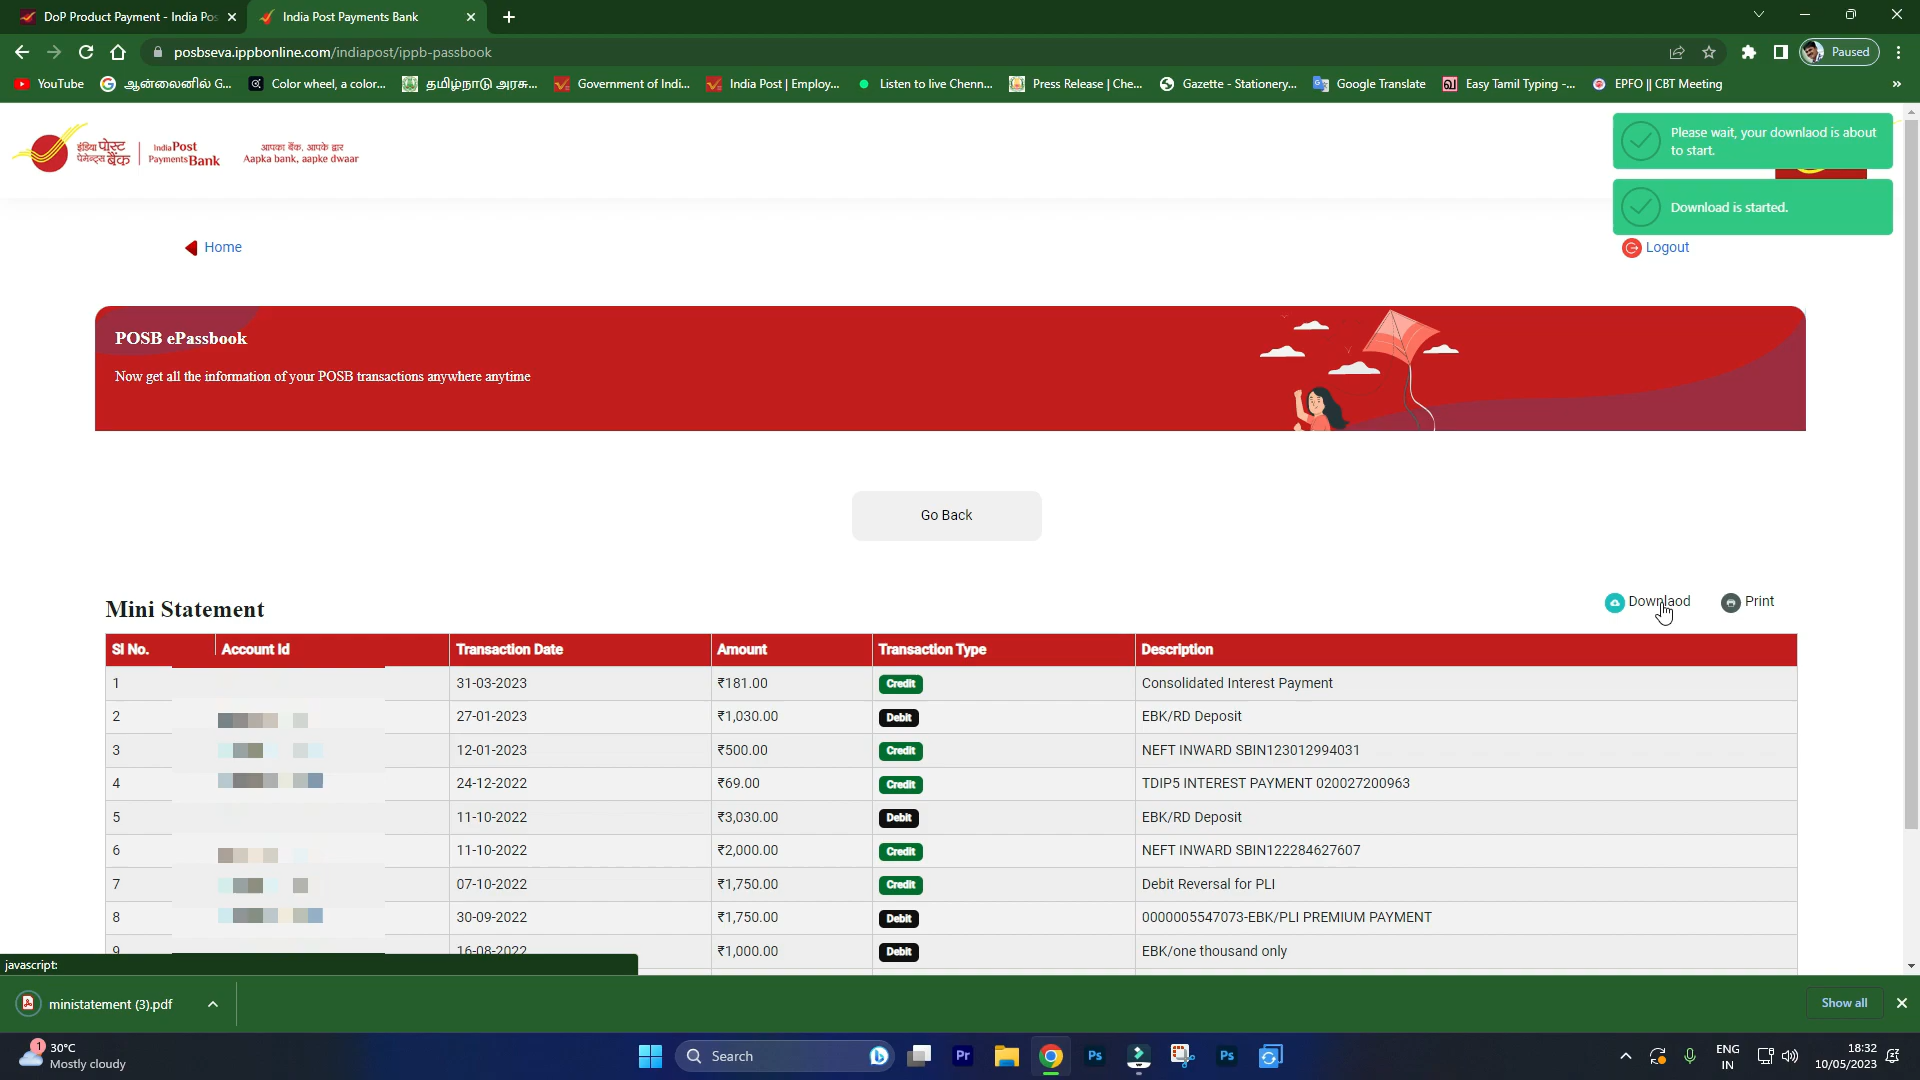 DoP Product Payment - India Pos
India Post Payments Bank
posbseva.ippbonline.com/indiapost/ippb-passbook
Paused
YouTube
ஆன்லைனில் G...
Color wheel, a color...
தமிழ்நாடு அரசு...
Government of Indi...
India Post | Employ...
Listen to live Chenn...
Press Release | Che...
Gazette - Stationery...
Google Translate
Easy Tamil Typing -...
EPFO || CBT Meeting
»
इंडिया पोस्ट
पेमेन्ट्स बैंक
India Post
Payments Bank
आपका बैंक, आपके द्वार
Aapka bank, aapke dwaar
Please wait, your downlaod is about
to start.
Download is started.
Home
Logout
POSB ePassbook
Now get all the information of your POSB transactions anywhere anytime
Go Back
Mini Statement
Downlaod
Print
Sl No. Account Id Transaction Date Amount Transaction Type Description
1 31-03-2023 ₹181.00 Credit Consolidated Interest Payment
2 27-01-2023 ₹1,030.00 Debit EBK/RD Deposit
3 12-01-2023 ₹500.00 Credit NEFT INWARD SBIN123012994031
4 24-12-2022 ₹69.00 Credit TDIP5 INTEREST PAYMENT 020027200963
5 11-10-2022 ₹3,030.00 Debit EBK/RD Deposit
6 11-10-2022 ₹2,000.00 Credit NEFT INWARD SBIN122284627607
7 07-10-2022 ₹1,750.00 Credit Debit Reversal for PLI
8 30-09-2022 ₹1,750.00 Debit 0000005547073-EBK/PLI PREMIUM PAYMENT
9 16-08-2022 ₹1,000.00 Debit EBK/one thousand only
javascript:
ministatement (3).pdf
Show all
1
30°C
Mostly cloudy
Search
Pr
Ps
Ps
ENG
IN
18:32
10/05/2023